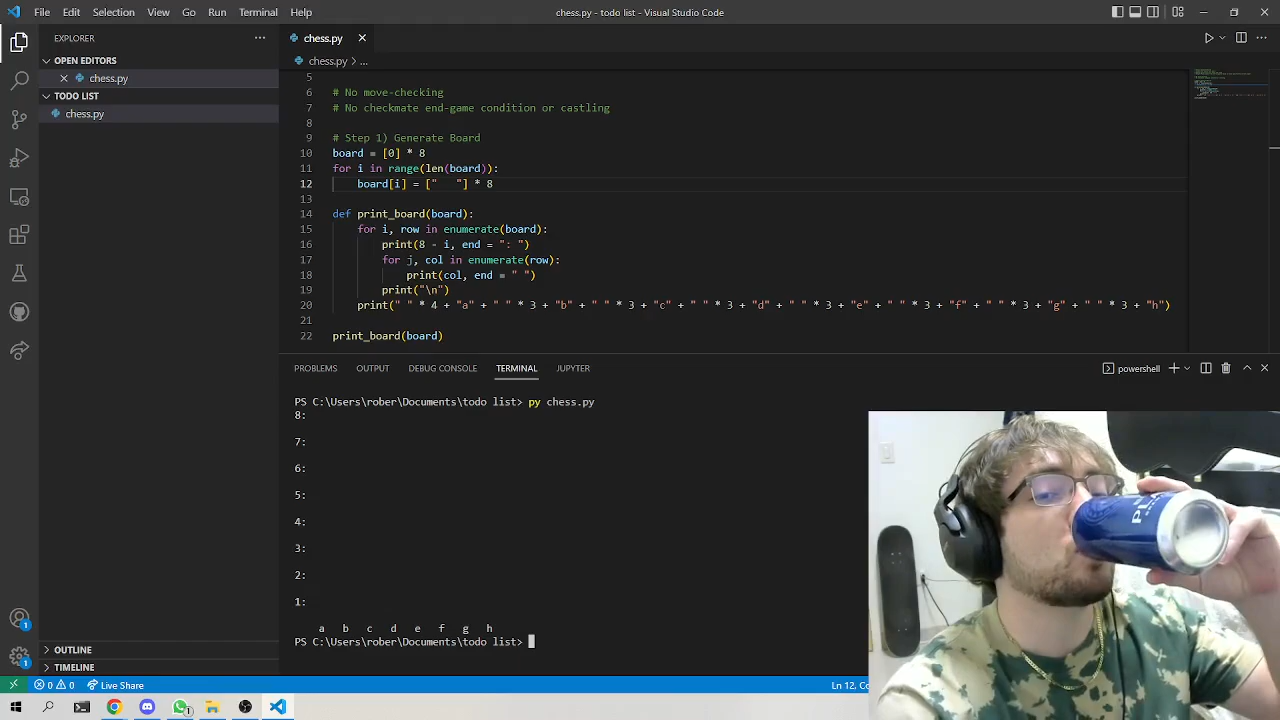 File Edit Selection View Go Run Terminal Help
chess.py - todo list - Visual Studio Code
EXPLORER
OPEN EDITORS
chess.py
TODO LIST
chess.py
OUTLINE
TIMELINE
chess.py
chess.py > ...
5
6 # No move-checking
7 # No checkmate end-game condition or castling
8
9 # Step 1) Generate Board
10 board = [0] * 8
11 for i in range(len(board)):
12 board[i] = ["   "] * 8
13
14 def print_board(board):
15 for i, row in enumerate(board):
16 print(8 - i, end = ": ")
17 for j, col in enumerate(row):
18 print(col, end = " ")
19 print("\n")
20 print(" " * 4 + "a" + " " * 3 + "b" + " " * 3 + "c" + " " * 3 + "d" + " " * 3 + "e" + " " * 3 + "f" + " " * 3 + "g" + " " * 3 + "h")
21
22 print_board(board)
PROBLEMS OUTPUT DEBUG CONSOLE TERMINAL JUPYTER
powershell
PS C:\Users\rober\Documents\todo list> py chess.py
8:
7:
6:
5:
4:
3:
2:
1:
a b c d e f g h
PS C:\Users\rober\Documents\todo list>
1
1
0 0 Live Share
Ln 12,
1